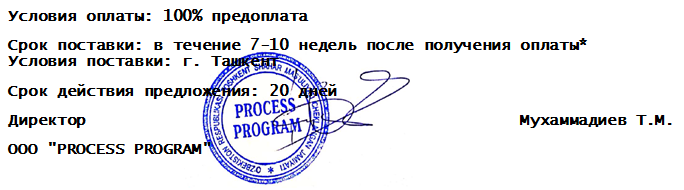 Условия оплаты: 100% предоплата
Срок поставки: в течение 7-10 недель после получения оплаты*
Условия поставки: г. Ташкент
Срок действия предложения: 20 дней
Директор
Мухаммадиев Т.М.
ООО "PROCESS PROGRAM"
PROCESS
PROGRAM